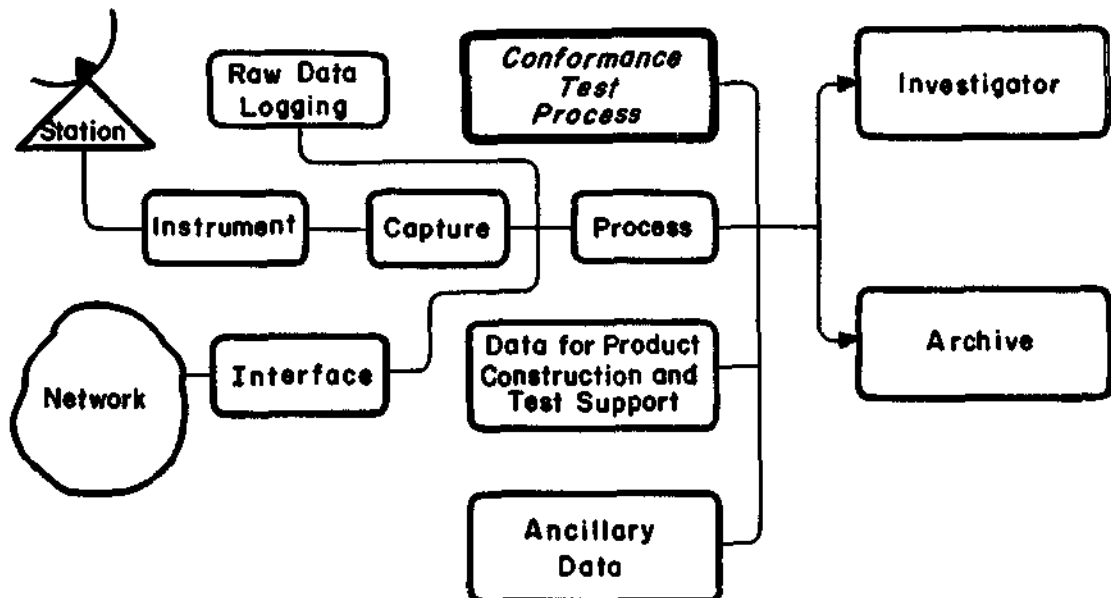 Station
Raw Data
Logging
Conformance
Test
Process
Investigator
Instrument
Capture
Process
Network
Interface
Data for Product
Construction and
Test Support
Archive
Ancillary
Data